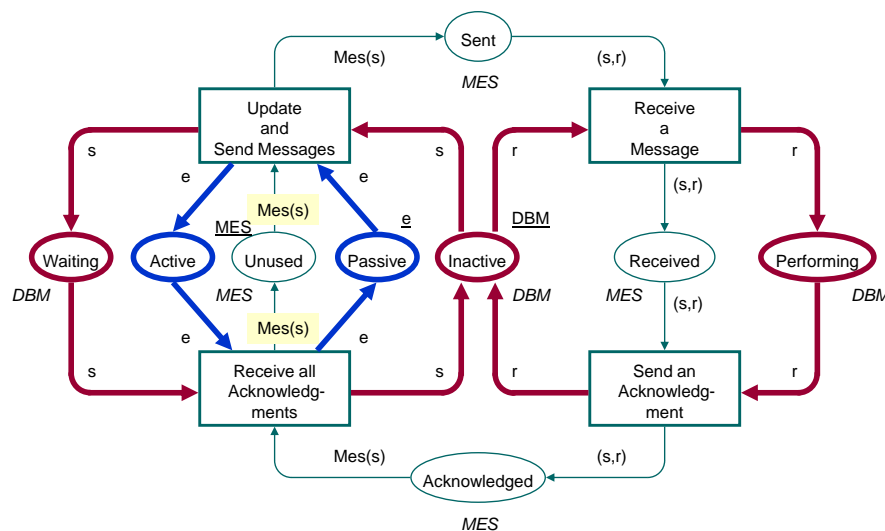 Sent
Mes(s)
(s,r)
MES
Update
and
Send Messages
Receive
a
Message
s
s
r
r
e
e
(s,r)
Mes(s)
MES
e
DBM
Waiting
Active
Unused
Passive
Inactive
Received
Performing
DBM
MES
DBM
MES
DBM
(s,r)
Mes(s)
e
e
s
s
r
r
Receive all
Acknowledg-
ments
Send an
Acknowledg-
ment
Mes(s)
(s,r)
Acknowledged
MES